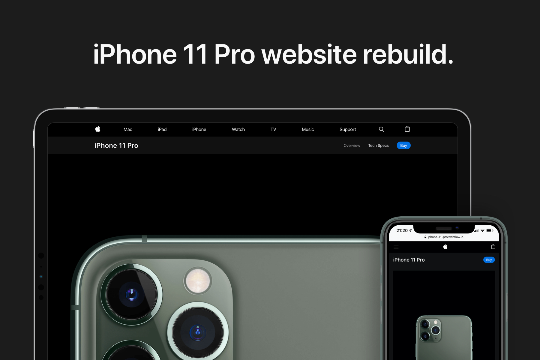 iPhone 11 Pro website rebuild.
Mac iPad iPhone Watch TV Music Support
iPhone 11 Pro Overview Tech Specs Buy
iPhone 11 Pro Buy